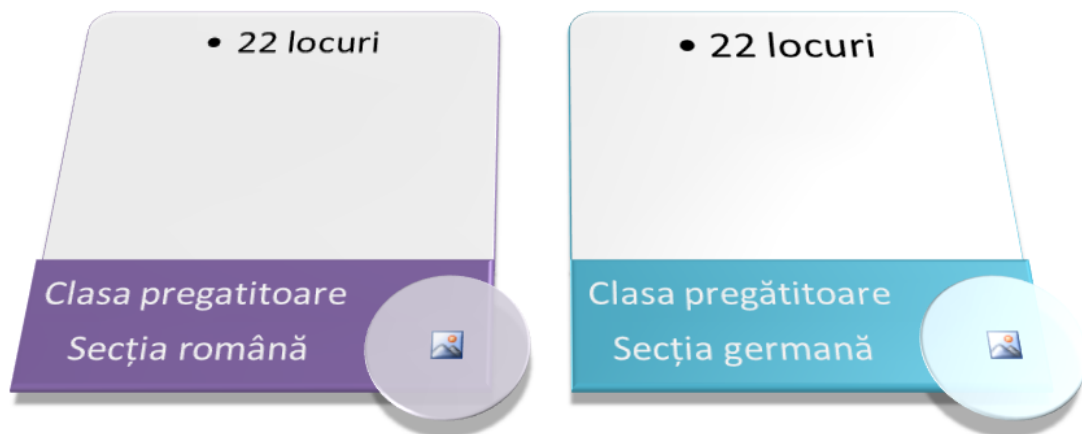 • 22 locuri
Clasa pregatitoare
Secția română
• 22 locuri
Clasa pregătitoare
Secția germană